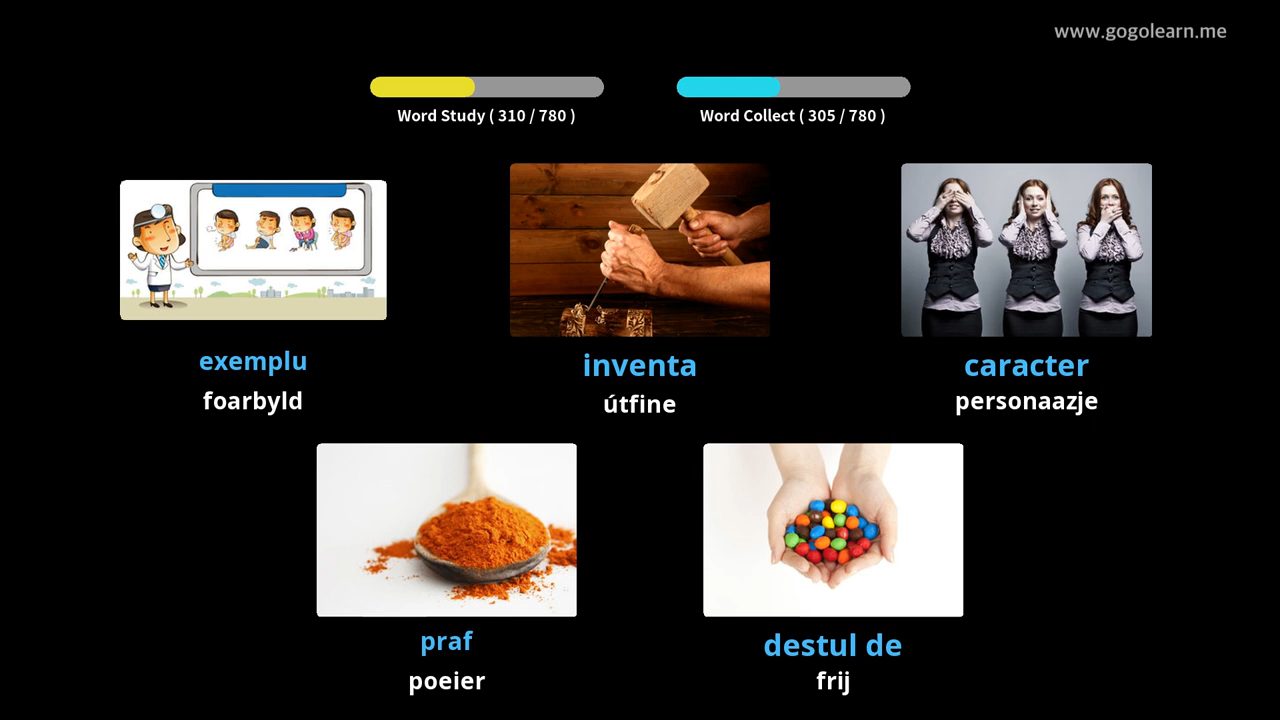 www.gogolearn.me
Word Study ( 310 / 780 )
Word Collect ( 305 / 780 )
exemplu
foarbyld
inventa
útfine
caracter
personaazje
praf
poeier
destul de
frij